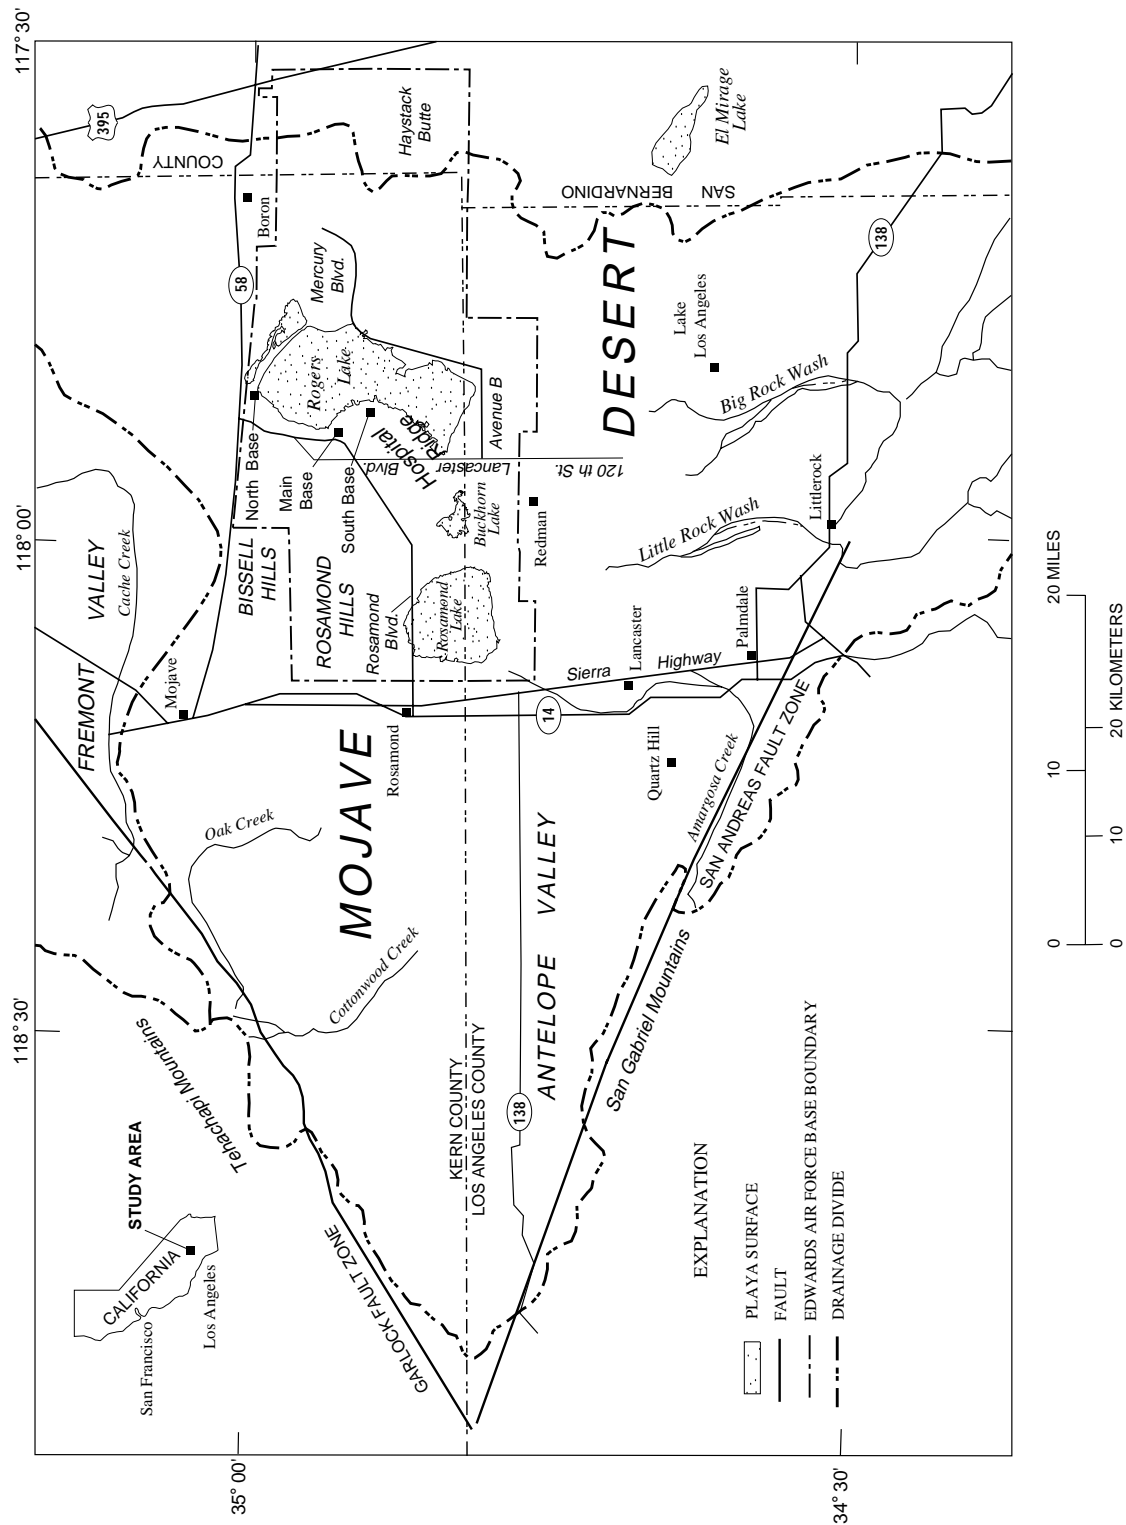 118° 30'
118° 00'
117° 30'
35° 00'
34° 30'
STUDY AREA
CALIFORNIA
San Francisco
Los Angeles
Tehachapi Mountains
GARLOCK FAULT ZONE
FREMONT
VALLEY
Cache Creek
Oak Creek
Cottonwood Creek
Mojave
BISSELL
HILLS
ROSAMOND
HILLS
Rosamond
Blvd.
Rosamond
Lake
Rosamond
MOJAVE
DESERT
North Base
Main
Base
South Base
Rogers
Lake
Hospital
Ridge
Mercury
Blvd.
Lancaster Blvd.
120 th St.
Avenue B
Buckhorn
Lake
Redman
58
Boron
395
COUNTY
Haystack
Butte
SAN
BERNARDINO
El Mirage
Lake
KERN COUNTY
LOS ANGELES COUNTY
138
ANTELOPE
VALLEY
14
Sierra
Highway
Lancaster
Quartz Hill
Palmdale
Amargosa Creek
Little Rock Wash
Littlerock
Big Rock Wash
Lake
Los Angeles
138
SAN ANDREAS FAULT ZONE
San Gabriel Mountains
EXPLANATION
PLAYA SURFACE
FAULT
EDWARDS AIR FORCE BASE BOUNDARY
DRAINAGE DIVIDE
0 10 20 MILES
0 10 20 KILOMETERS